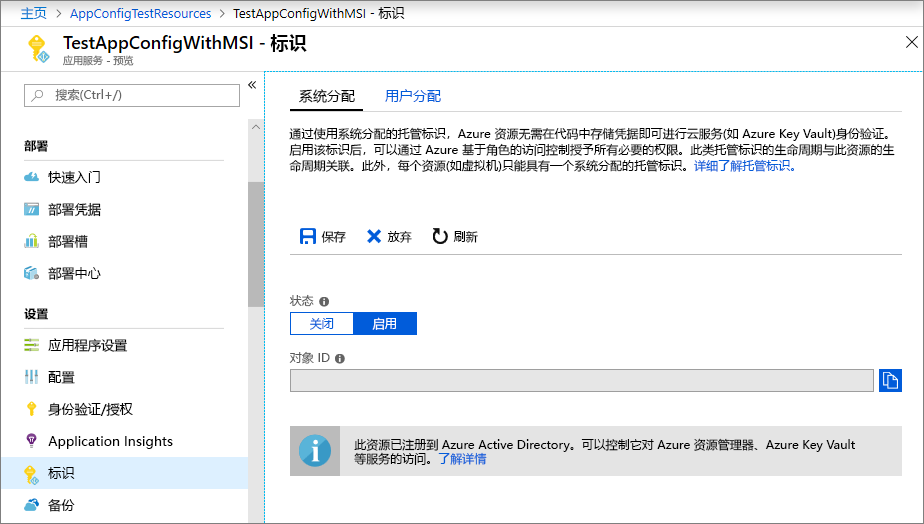 主页 > AppConfigTestResources > TestAppConfigWithMSI - 标识
TestAppConfigWithMSI - 标识
应用服务 - 预览
搜索(Ctrl+/)
部署
快速入门
部署凭据
部署槽
部署中心
设置
应用程序设置
配置
身份验证/授权
Application Insights
标识
备份
系统分配 用户分配
通过使用系统分配的托管标识，Azure 资源无需在代码中存储凭据即可进行云服务(如 Azure Key Vault)身份验证。
启用该标识后，可以通过 Azure 基于角色的访问控制授予所有必要的权限。此类托管标识的生命周期与此资源的生
命周期关联。此外，每个资源(如虚拟机)只能具有一个系统分配的托管标识。详细了解托管标识。
保存 放弃 刷新
状态
关闭 启用
对象 ID
此资源已注册到 Azure Active Directory。可以控制它对 Azure 资源管理器、Azure Key Vault
等服务的访问。了解详情